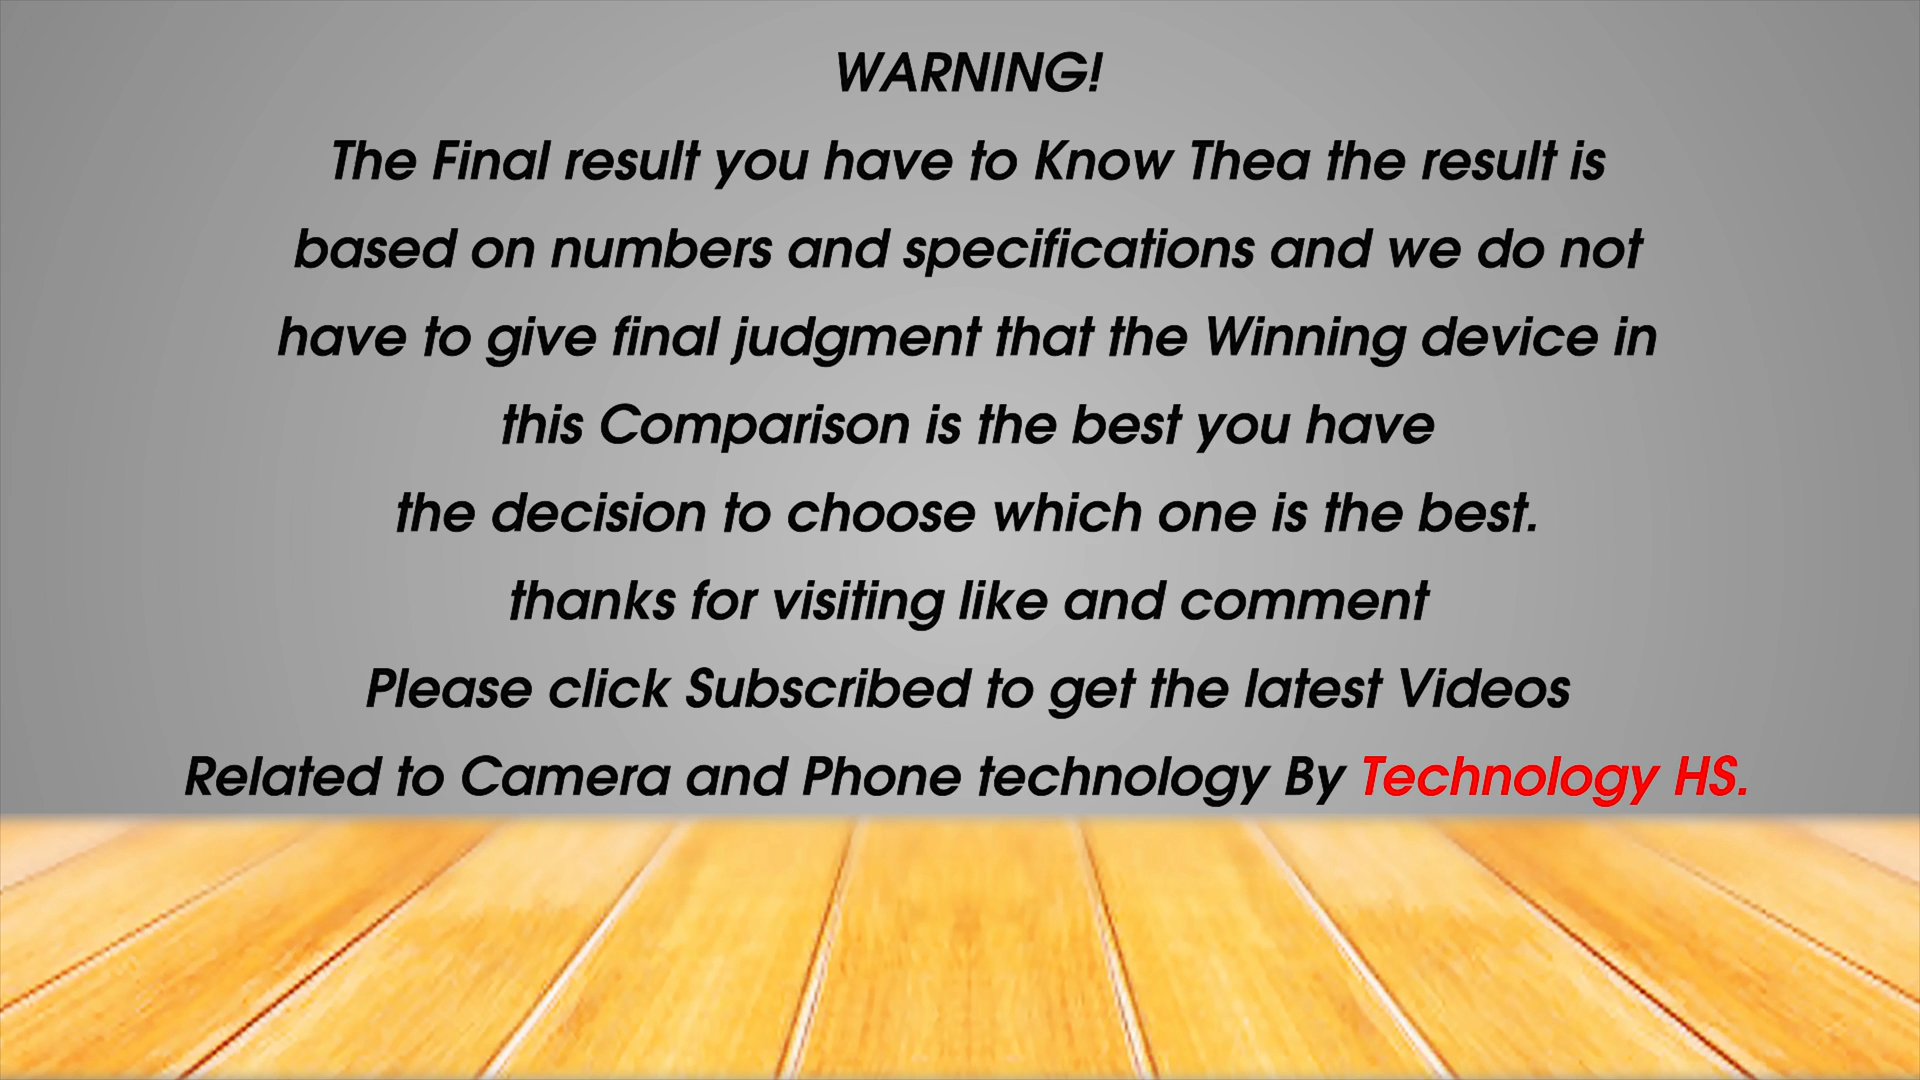 WARNING!
The Final result you have to Know Thea the result is
based on numbers and specifications and we do not
have to give final judgment that the Winning device in
this Comparison is the best you have
the decision to choose which one is the best.
thanks for visiting like and comment
Please click Subscribed to get the latest Videos
Related to Camera and Phone technology By Technology HS.